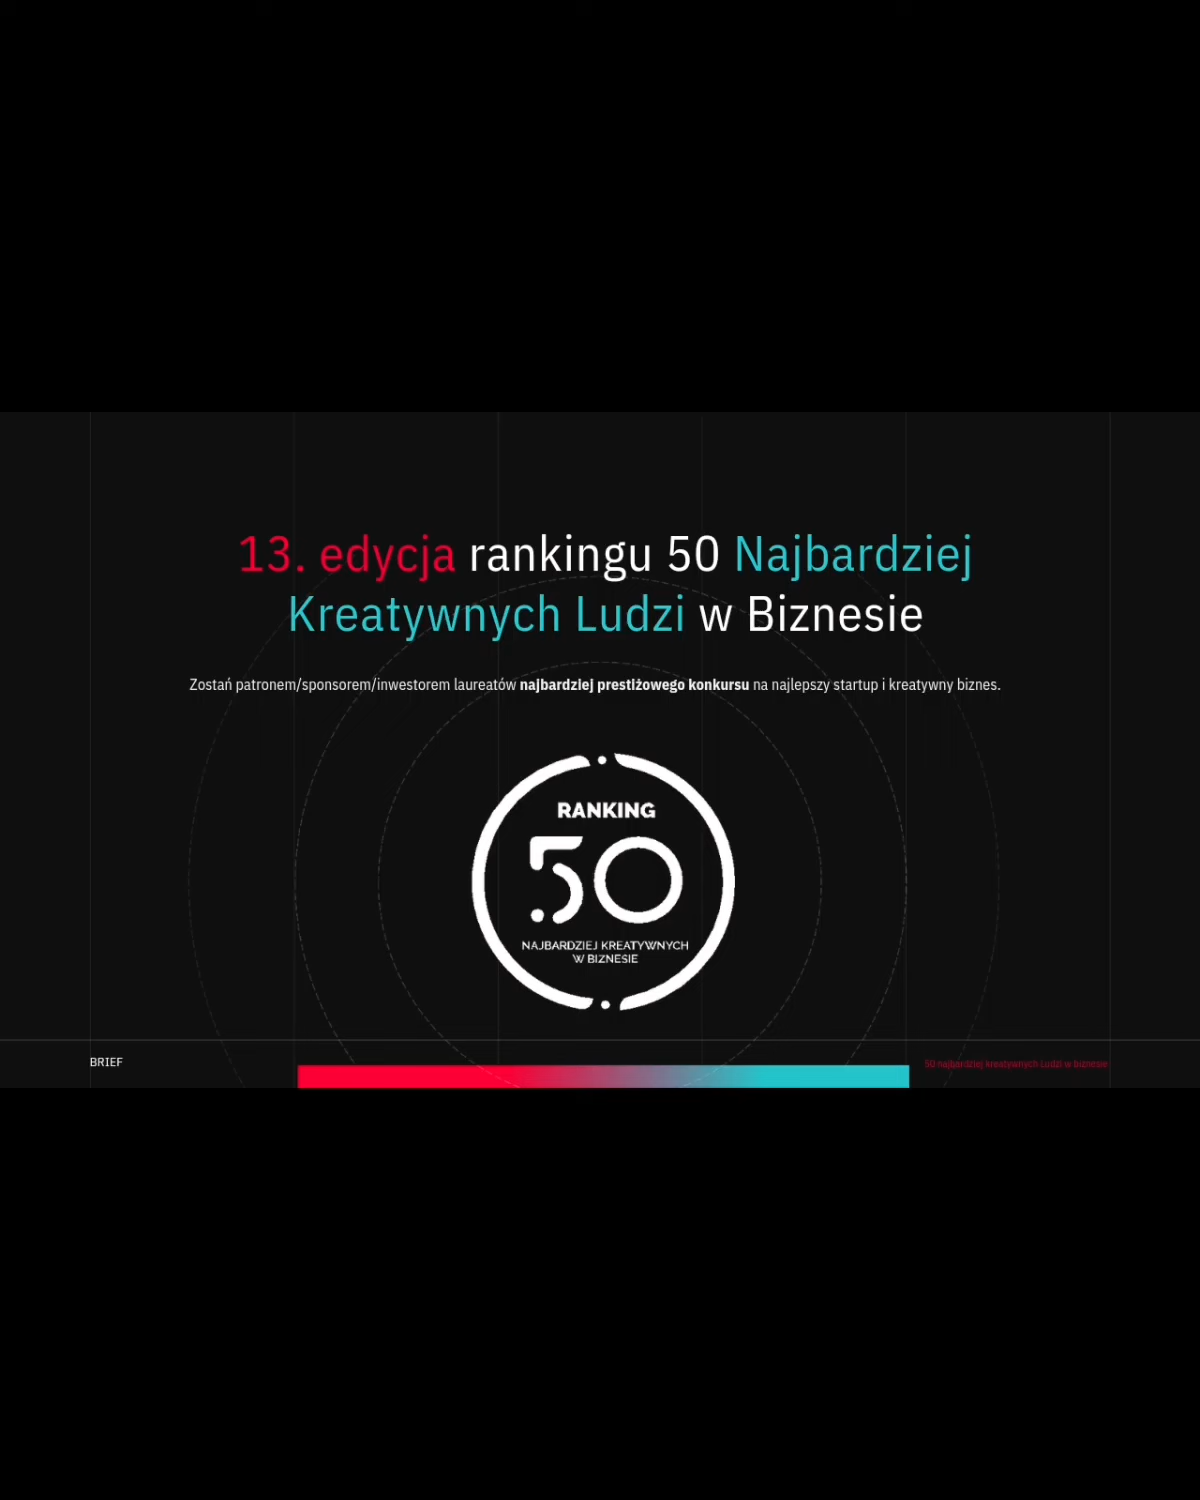 13. edycja rankingu 50 Najbardziej
Kreatywnych Ludzi w Biznesie
Zostań patronem/sponsorem/inwestorem laureatów najbardziej prestiżowego konkursu na najlepszy startup i kreatywny biznes.
RANKING
50
NAJBARDZIEJ KREATYWNYCH
W BIZNESIE
BRIEF
50 najbardziej kreatywnych Ludzi w biznesie